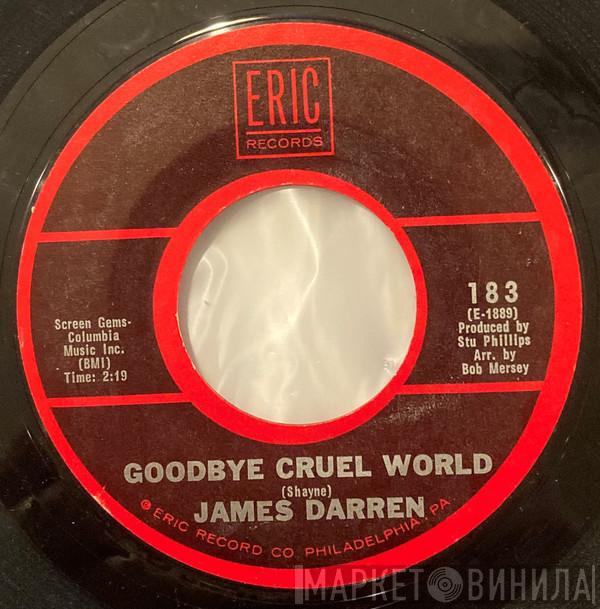 ERIC
RECORDS
Screen Gems-
Columbia
Music Inc.
(BMI)
Time: 2:19
183
(E-1889)
Produced by
Stu Phillips
Arr. by
Bob Mersey
GOODBYE CRUEL WORLD
(Shayne)
JAMES DARREN
© ERIC RECORD CO. PHILADELPHIA, PA
МАРКЕТ ВИНИЛА